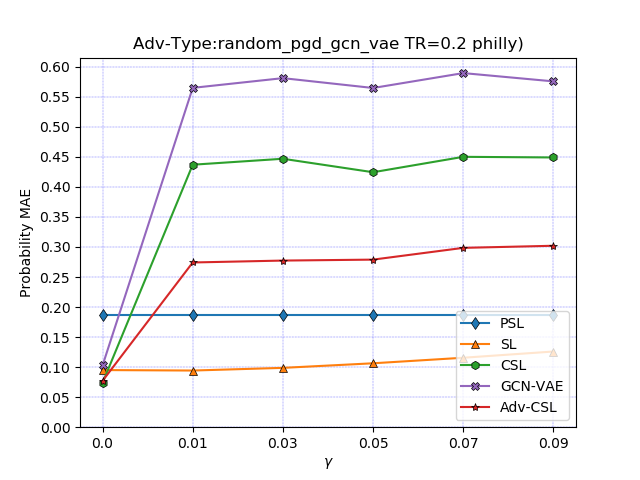 Adv-Type:random_pgd_gcn_vae TR=0.2 philly)
Probability MAE
0.60
0.55
0.50
0.45
0.40
0.35
0.30
0.25
0.20
0.15
0.10
0.05
0.00
PSL
SL
CSL
GCN-VAE
Adv-CSL
0.0 0.01 0.03 0.05 0.07 0.09
γ